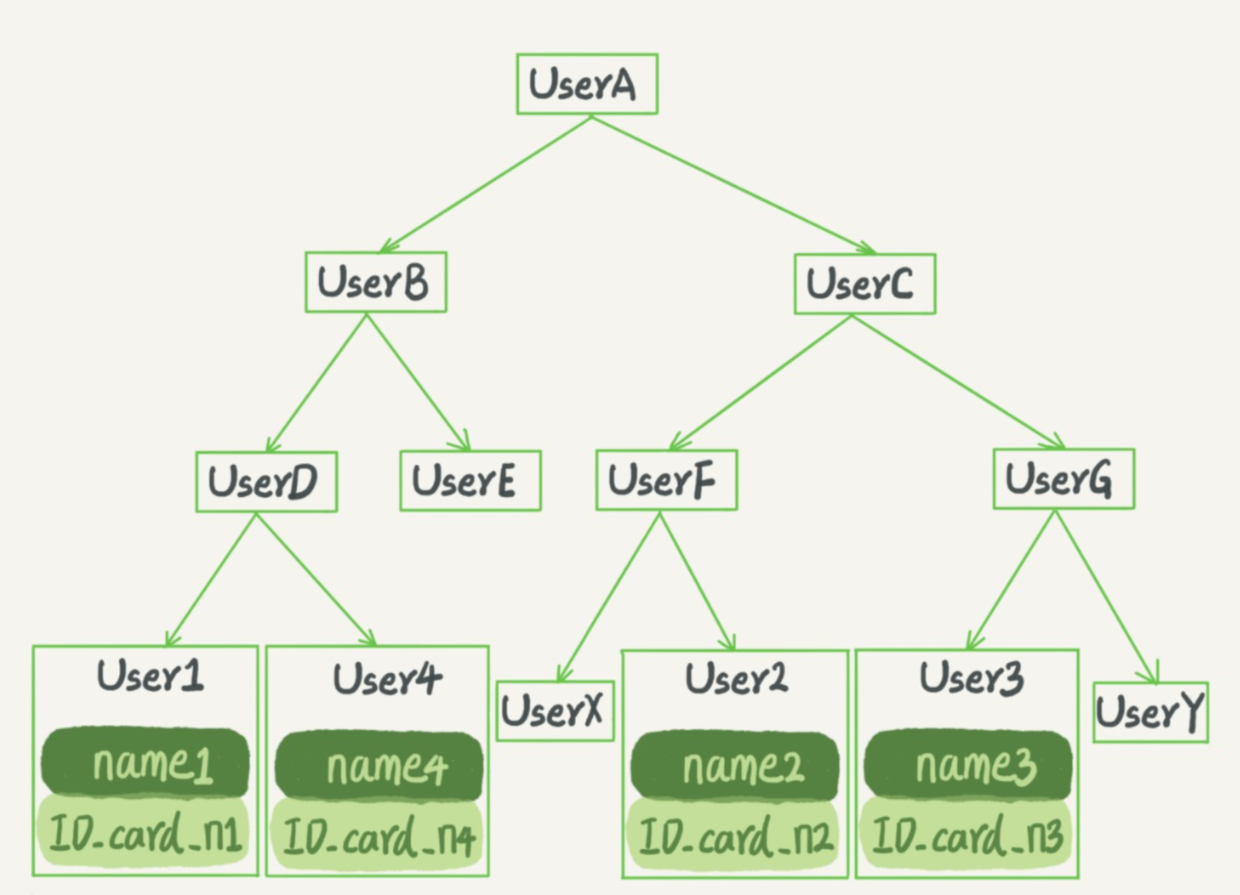 UserA
UserB
UserC
UserD
UserE
UserF
UserG
User1
User4
UserX
User2
User3
UserY
name1
name4
name2
name3
ID_card_n1
ID_card_n4
ID_card_n2
ID_card_n3